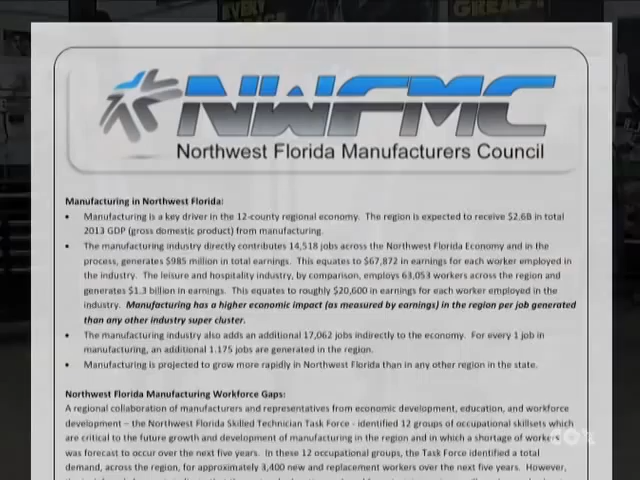 NWFMC
Northwest Florida Manufacturers Council
Manufacturing in Northwest Florida:
• Manufacturing is a key driver in the 12-county regional economy. The region is expected to receive $2.6B in total
2013 GDP (gross domestic product) from manufacturing.
• The manufacturing industry directly contributes 14,518 jobs across the Northwest Florida Economy and in the
process, generates $985 million in total earnings. This equates to $67,872 in earnings for each worker employed in
the industry. The leisure and hospitality industry, by comparison, employs 63,053 workers across the region and
generates $1.3 billion in earnings. This equates to roughly $20,600 in earnings for each worker employed in the
industry. Manufacturing has a higher economic impact (as measured by earnings) in the region per job generated
than any other industry super cluster.
• The manufacturing industry also adds an additional 17,062 jobs indirectly to the economy. For every 1 job in
manufacturing, an additional 1.175 jobs are generated in the region.
• Manufacturing is projected to grow more rapidly in Northwest Florida than in any other region in the state.
Northwest Florida Manufacturing Workforce Gaps:
A regional collaboration of manufacturers and representatives from economic development, education, and workforce
development – the Northwest Florida Skilled Technician Task Force - identified 12 groups of occupational skillsets which
are critical to the future growth and development of manufacturing in the region and in which a shortage of workers
was forecast to occur over the next five years. In these 12 occupational groups, the Task Force identified a total
demand, across the region, for approximately 3,400 new and replacement workers over the next five years. However,